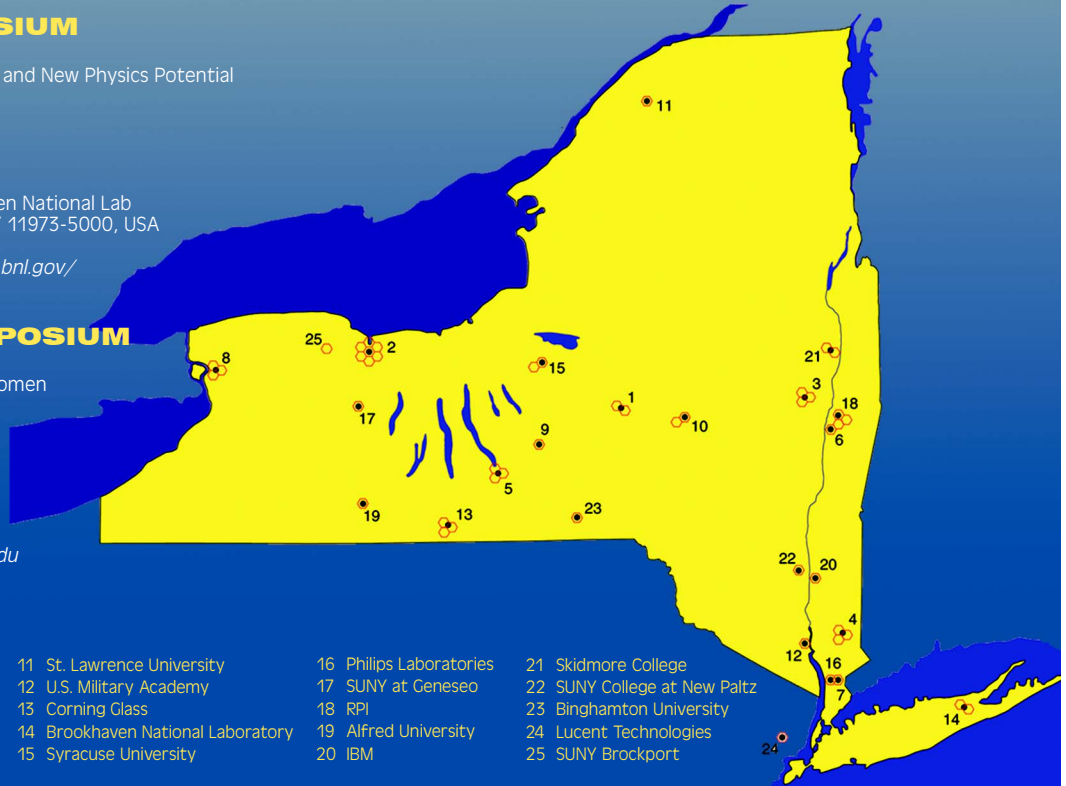 SIUM
and New Physics Potential
en National Lab
11973-5000, USA
bnl.gov/
POSIUM
omen
du
11
25
2
8
15
21
3
1
18
17
10
9
6
5
13
23
19
22
20
4
12
16
7
14
24
11 St. Lawrence University
12 U.S. Military Academy
13 Corning Glass
14 Brookhaven National Laboratory
15 Syracuse University
16 Philips Laboratories
17 SUNY at Geneseo
18 RPI
19 Alfred University
20 IBM
21 Skidmore College
22 SUNY College at New Paltz
23 Binghamton University
24 Lucent Technologies
25 SUNY Brockport